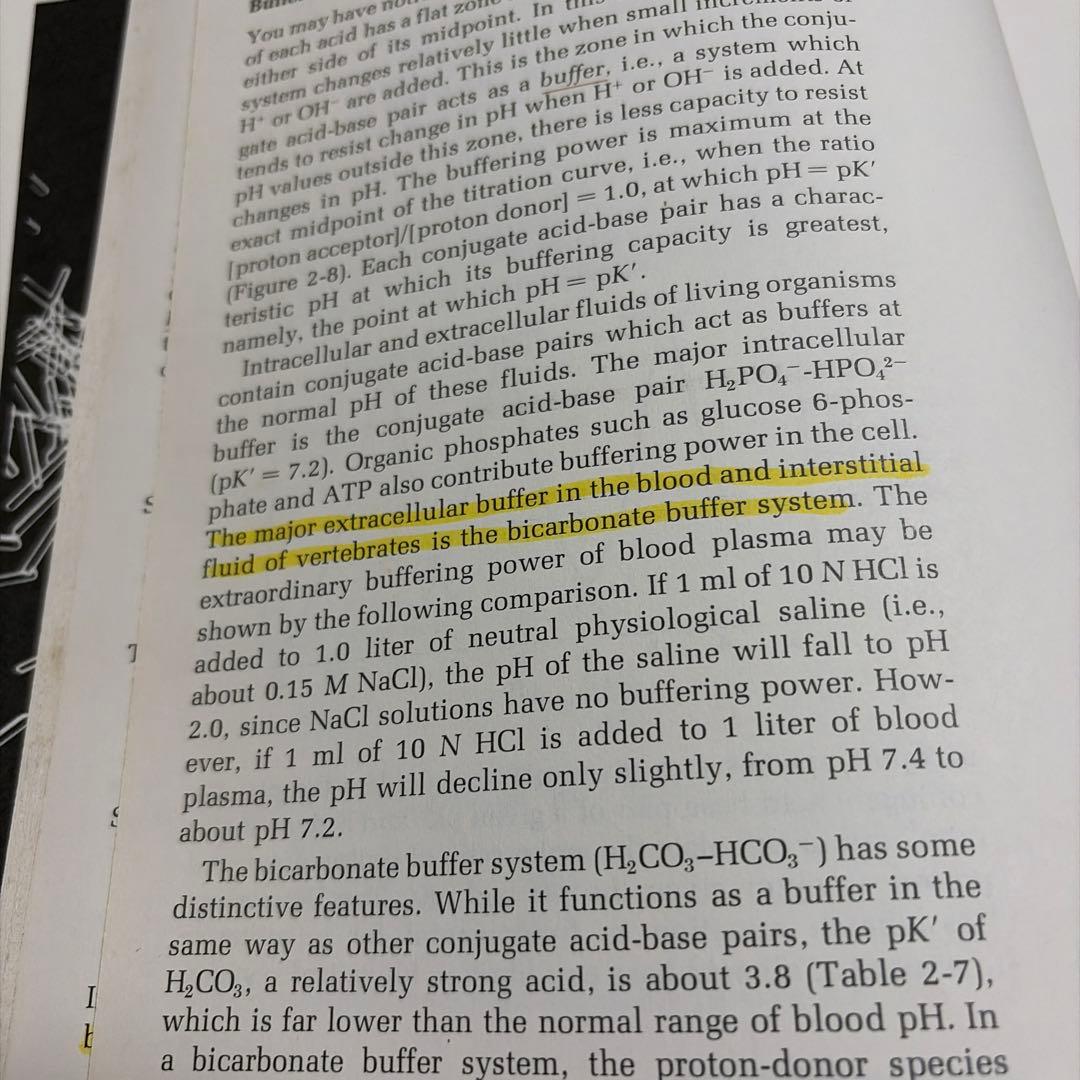 You may have
of each acid has a flat zone
either side of its midpoint. In this
system changes relatively little when small
H⁺ or OH⁻ are added. This is the zone in which the conju-
gate acid-base pair acts as a buffer, i.e., a system which
tends to resist change in pH when H⁺ or OH⁻ is added. At
pH values outside this zone, there is less capacity to resist
changes in pH. The buffering power is maximum at the
exact midpoint of the titration curve, i.e., when the ratio
[proton acceptor]/[proton donor] = 1.0, at which pH = pK′
(Figure 2-8). Each conjugate acid-base pair has a charac-
teristic pH at which its buffering capacity is greatest,
namely, the point at which pH = pK′.
Intracellular and extracellular fluids of living organisms
contain conjugate acid-base pairs which act as buffers at
the normal pH of these fluids. The major intracellular
buffer is the conjugate acid-base pair H₂PO₄⁻-HPO₄²⁻
(pK′ = 7.2). Organic phosphates such as glucose 6-phos-
phate and ATP also contribute buffering power in the cell.
The major extracellular buffer in the blood and interstitial
fluid of vertebrates is the bicarbonate buffer system. The
extraordinary buffering power of blood plasma may be
shown by the following comparison. If 1 ml of 10 N HCl is
added to 1.0 liter of neutral physiological saline (i.e.,
about 0.15 M NaCl), the pH of the saline will fall to pH
2.0, since NaCl solutions have no buffering power. How-
ever, if 1 ml of 10 N HCl is added to 1 liter of blood
plasma, the pH will decline only slightly, from pH 7.4 to
about pH 7.2.
The bicarbonate buffer system (H₂CO₃–HCO₃⁻) has some
distinctive features. While it functions as a buffer in the
same way as other conjugate acid-base pairs, the pK′ of
H₂CO₃, a relatively strong acid, is about 3.8 (Table 2-7),
which is far lower than the normal range of blood pH. In
a bicarbonate buffer system, the proton-donor species